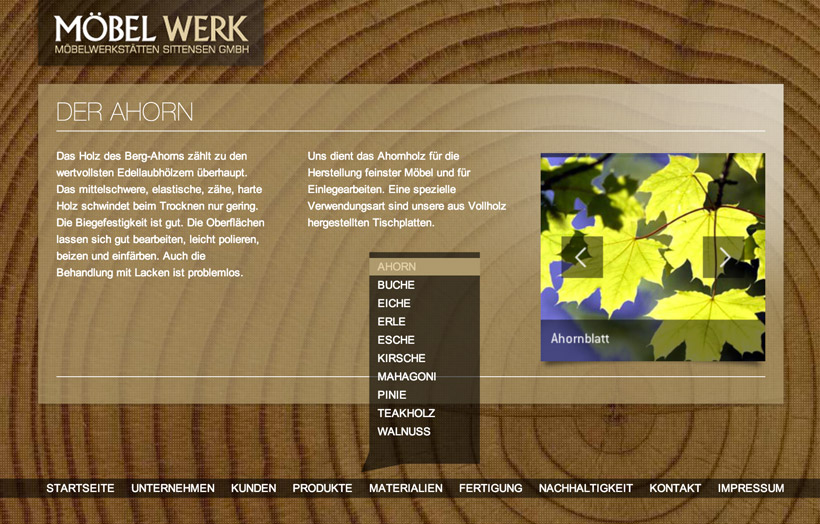 MÖBEL WERK
MÖBELWERKSTÄTTEN SITTENSEN GMBH
DER AHORN
Das Holz des Berg-Ahorns zählt zu den
wertvollsten Edellaubhölzern überhaupt.
Das mittelschwere, elastische, zähe, harte
Holz schwindet beim Trocknen nur gering.
Die Biegefestigkeit ist gut. Die Oberflächen
lassen sich gut bearbeiten, leicht polieren,
beizen und einfärben. Auch die
Behandlung mit Lacken ist problemlos.
Uns dient das Ahornholz für die
Herstellung feinster Möbel und für
Einlegearbeiten. Eine spezielle
Verwendungsart sind unsere aus Vollholz
hergestellten Tischplatten.
Ahornblatt
AHORN
BUCHE
EICHE
ERLE
ESCHE
KIRSCHE
MAHAGONI
PINIE
TEAKHOLZ
WALNUSS
STARTSEITE UNTERNEHMEN KUNDEN PRODUKTE MATERIALIEN FERTIGUNG NACHHALTIGKEIT KONTAKT IMPRESSUM